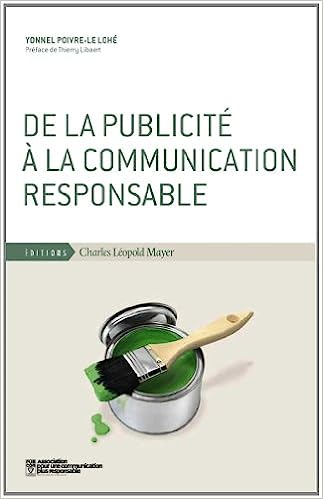 YONNEL POIVRE-LE LOHÉ
Préface de Thierry Libaert
DE LA PUBLICITÉ
À LA COMMUNICATION
RESPONSABLE
ÉDITIONS Charles Léopold Mayer
Association
pour une communication
plus responsable